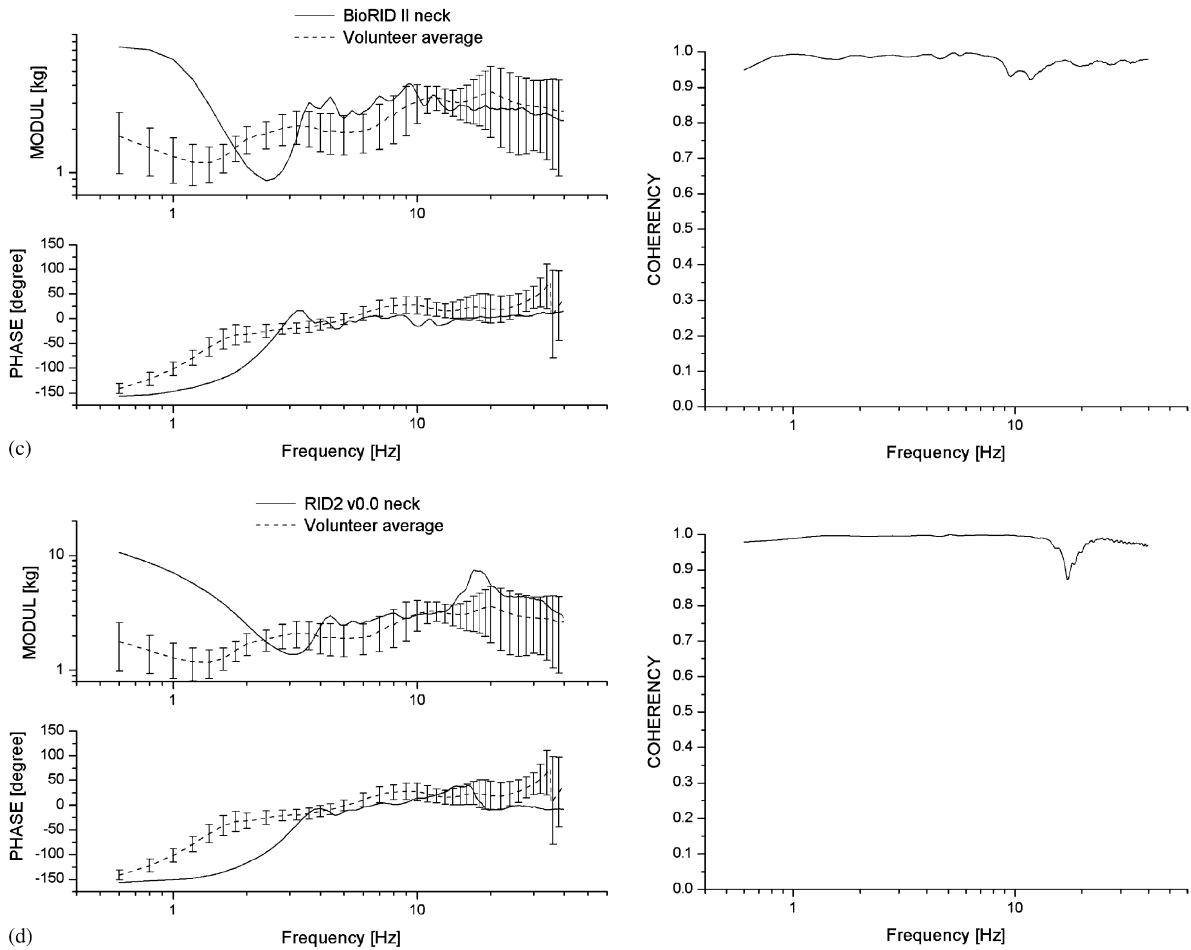 BioRID II neck
Volunteer average
MODUL [kg]
1
1 10
PHASE [degree]
150
100
50
0
-50
-100
-150
1 10
Frequency [Hz]
(c)
COHERENCY
1.0
0.9
0.8
0.7
0.6
0.5
0.4
0.3
0.2
0.1
0.0
1 10
Frequency [Hz]
RID2 v0.0 neck
Volunteer average
MODUL [kg]
10
1
1 10
PHASE [degree]
150
100
50
0
-50
-100
-150
1 10
Frequency [Hz]
(d)
COHERENCY
1.0
0.9
0.8
0.7
0.6
0.5
0.4
0.3
0.2
0.1
0.0
1 10
Frequency [Hz]